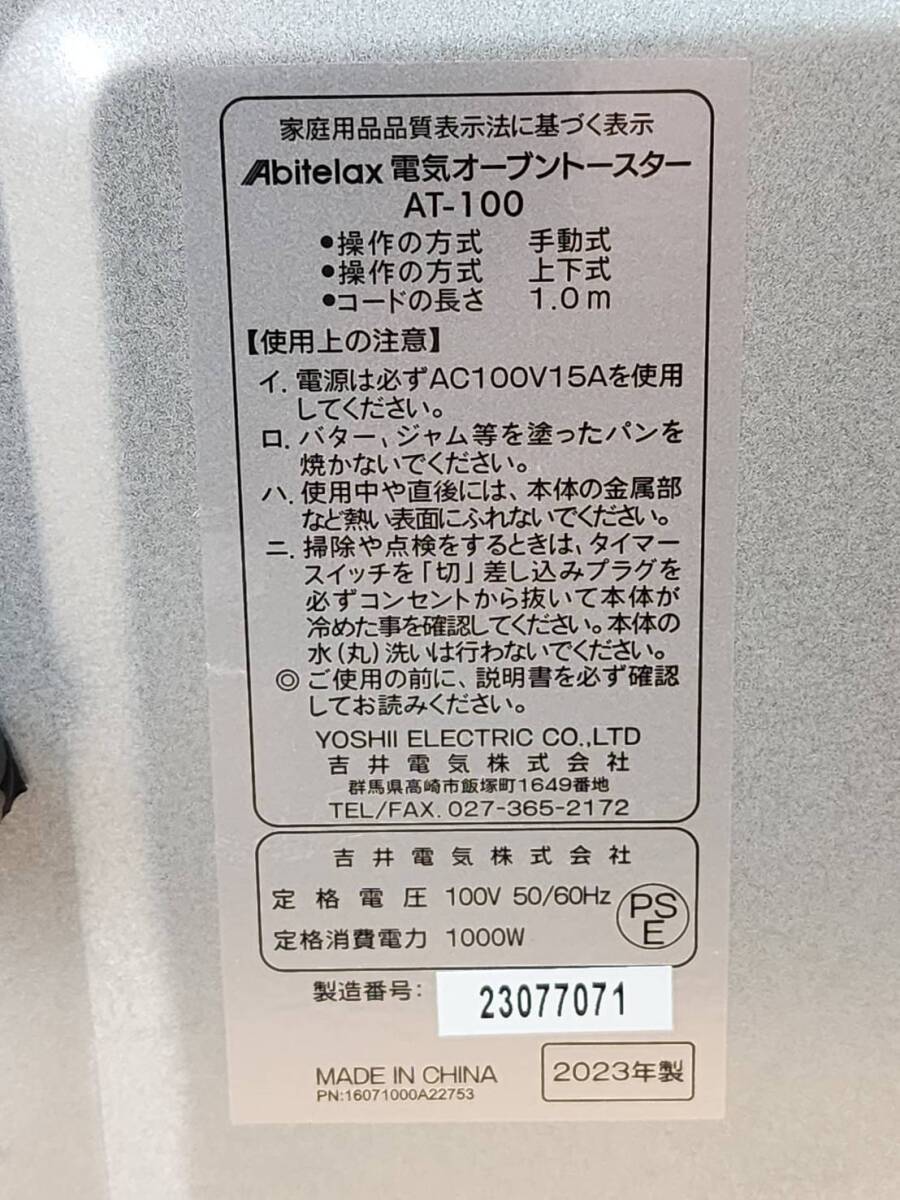 家庭用品品質表示法に基づく表示
Abitelax 電気オーブントースター
AT-100
●操作の方式 手動式
●操作の方式 上下式
●コードの長さ 1.0m
【使用上の注意】
イ. 電源は必ずAC100V15Aを使用
してください。
ロ. バター、ジャム等を塗ったパンを
焼かないでください。
ハ. 使用中や直後には、本体の金属部
など熱い表面にふれないでください。
ニ. 掃除や点検をするときは、タイマー
スイッチを「切」差し込みプラグを
必ずコンセントから抜いて本体が
冷めた事を確認してください。本体の
水(丸)洗いは行わないでください。
◎ ご使用の前に、説明書を必ず確認
してお読みください。
YOSHII ELECTRIC CO.,LTD
吉井電気株式会社
群馬県高崎市飯塚町1649番地
TEL/FAX. 027-365-2172
吉井電気株式会社
定格電圧 100V 50/60Hz
定格消費電力 1000W
PS
E
製造番号: 23077071
MADE IN CHINA
PN:16071000A22753
2023年製